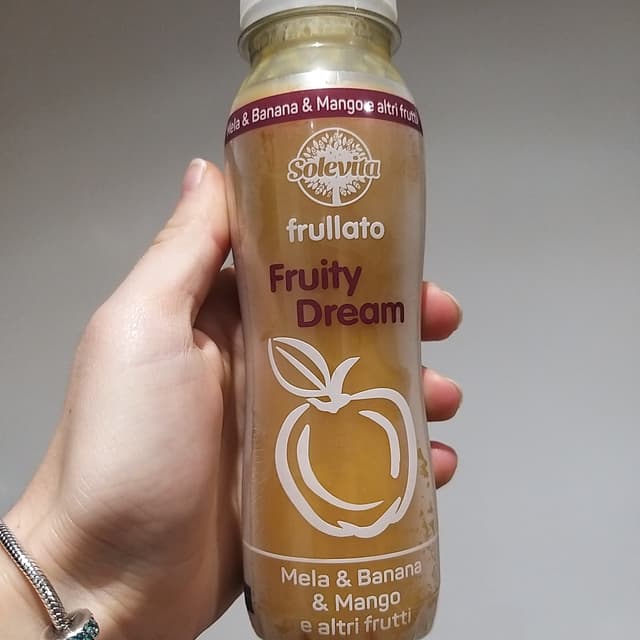 Mela & Banana & Mango e altri frutti
Solevita
frullato
Fruity
Dream
Mela & Banana
& Mango
e altri frutti